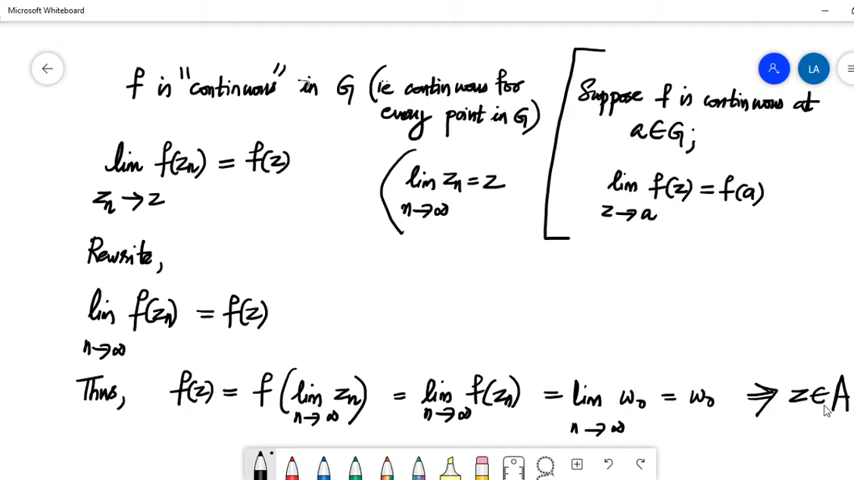 Microsoft Whiteboard
LA
f is "continuous" in G (ie continuous for
every point in G)
Suppose f is continuous at
a∈G;
lim f(zₙ) = f(z)
zₙ→z
(lim zₙ = z
n→∞
lim f(z) = f(a)
z→a
Rewrite,
lim f(zₙ) = f(z)
n→∞
Thus, f(z) = f(lim zₙ) = lim f(zₙ) = lim w₀ = w₀ ⇒ z∈A
n→∞ n→∞ n→∞